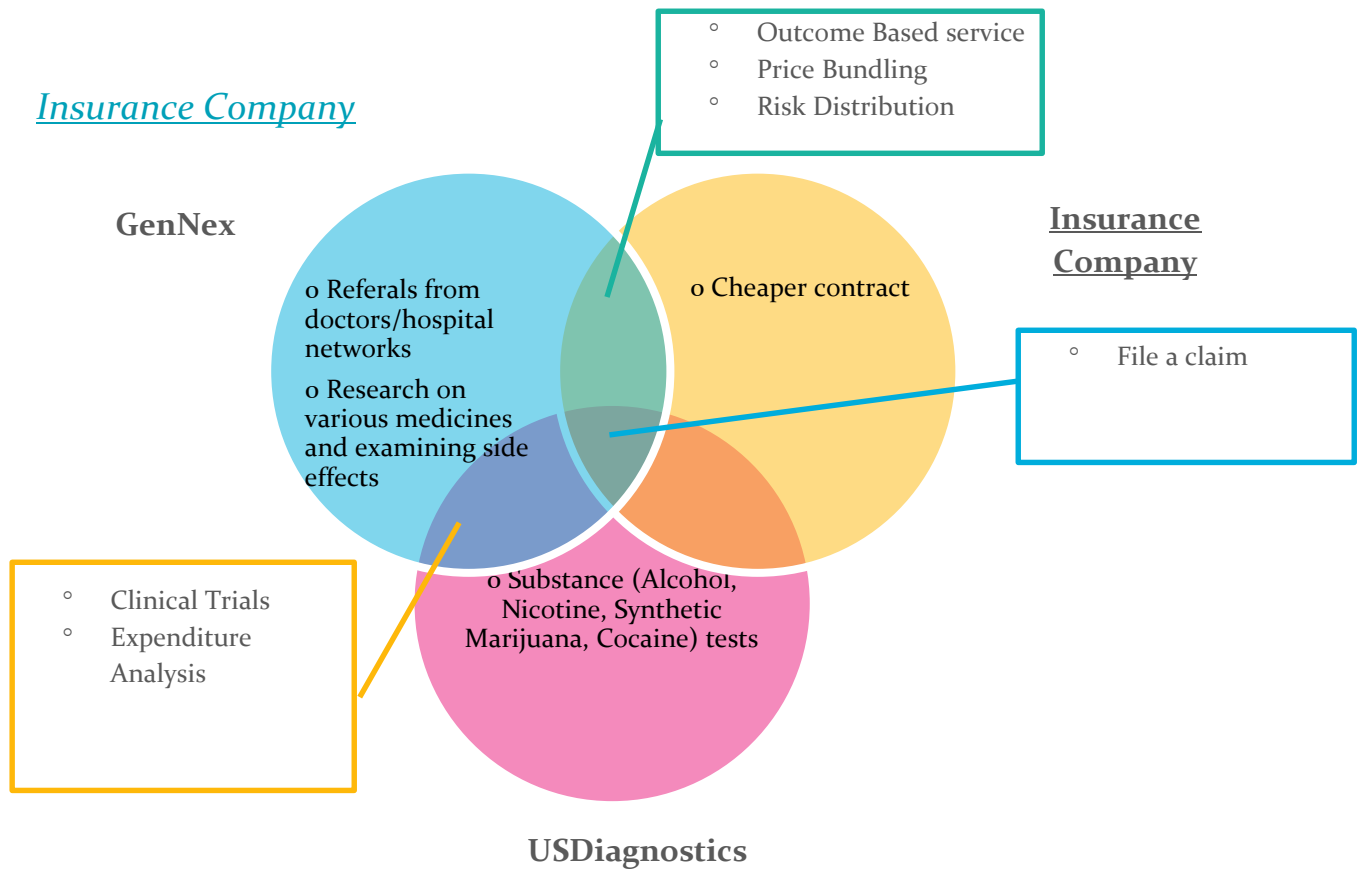 ° Outcome Based service
° Price Bundling
° Risk Distribution
Insurance Company
GenNex
Insurance
Company
o Referals from
doctors/hospital
networks
o Research on
various medicines
and examining side
effects
o Cheaper contract
° File a claim
° Clinical Trials
° Expenditure
Analysis
o Substance (Alcohol,
Nicotine, Synthetic
Marijuana, Cocaine) tests
USDiagnostics